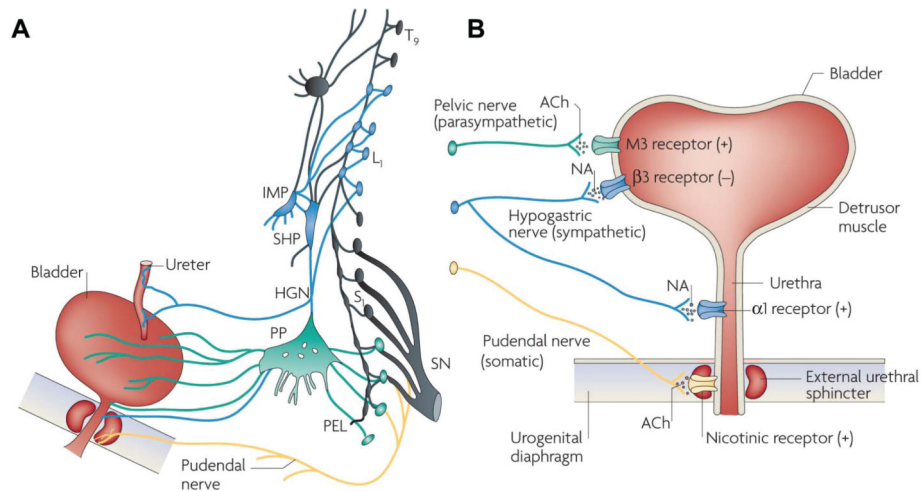 A
T9
L1
IMP
SHP
Ureter
Bladder
HGN
S1
PP
SN
PEL
Pudendal
nerve
B
Bladder
ACh
Pelvic nerve
(parasympathetic)
M3 receptor (+)
NA
β3 receptor (–)
Hypogastric
nerve (sympathetic)
Detrusor
muscle
Urethra
NA
α1 receptor (+)
Pudendal nerve
(somatic)
External urethral
sphincter
ACh
Urogenital
diaphragm
Nicotinic receptor (+)